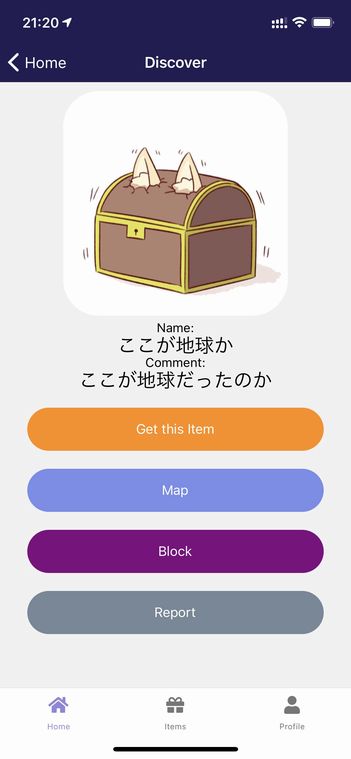 21:20
Home
Discover
Name:
ここが地球か
Comment:
ここが地球だったのか
Get this Item
Map
Block
Report
Home
Items
Profile